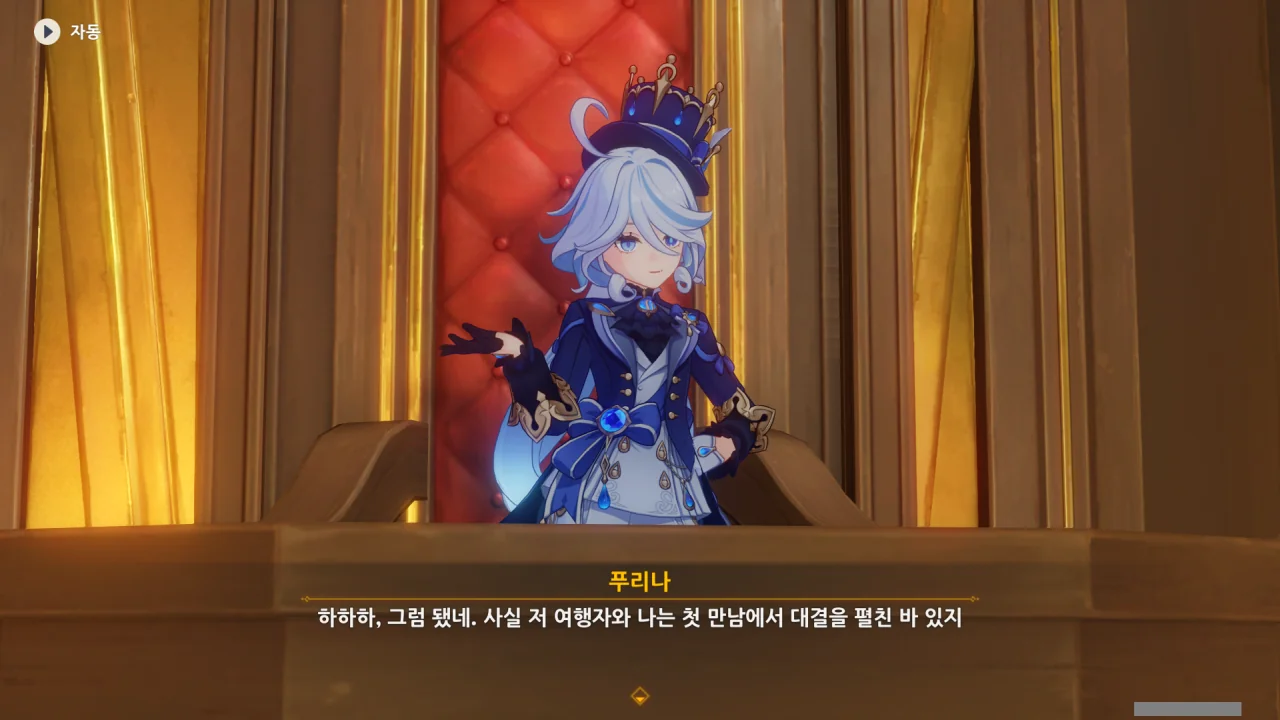 자동
푸리나
하하하, 그럼 됐네. 사실 저 여행자와 나는 첫 만남에서 대결을 펼친 바 있지